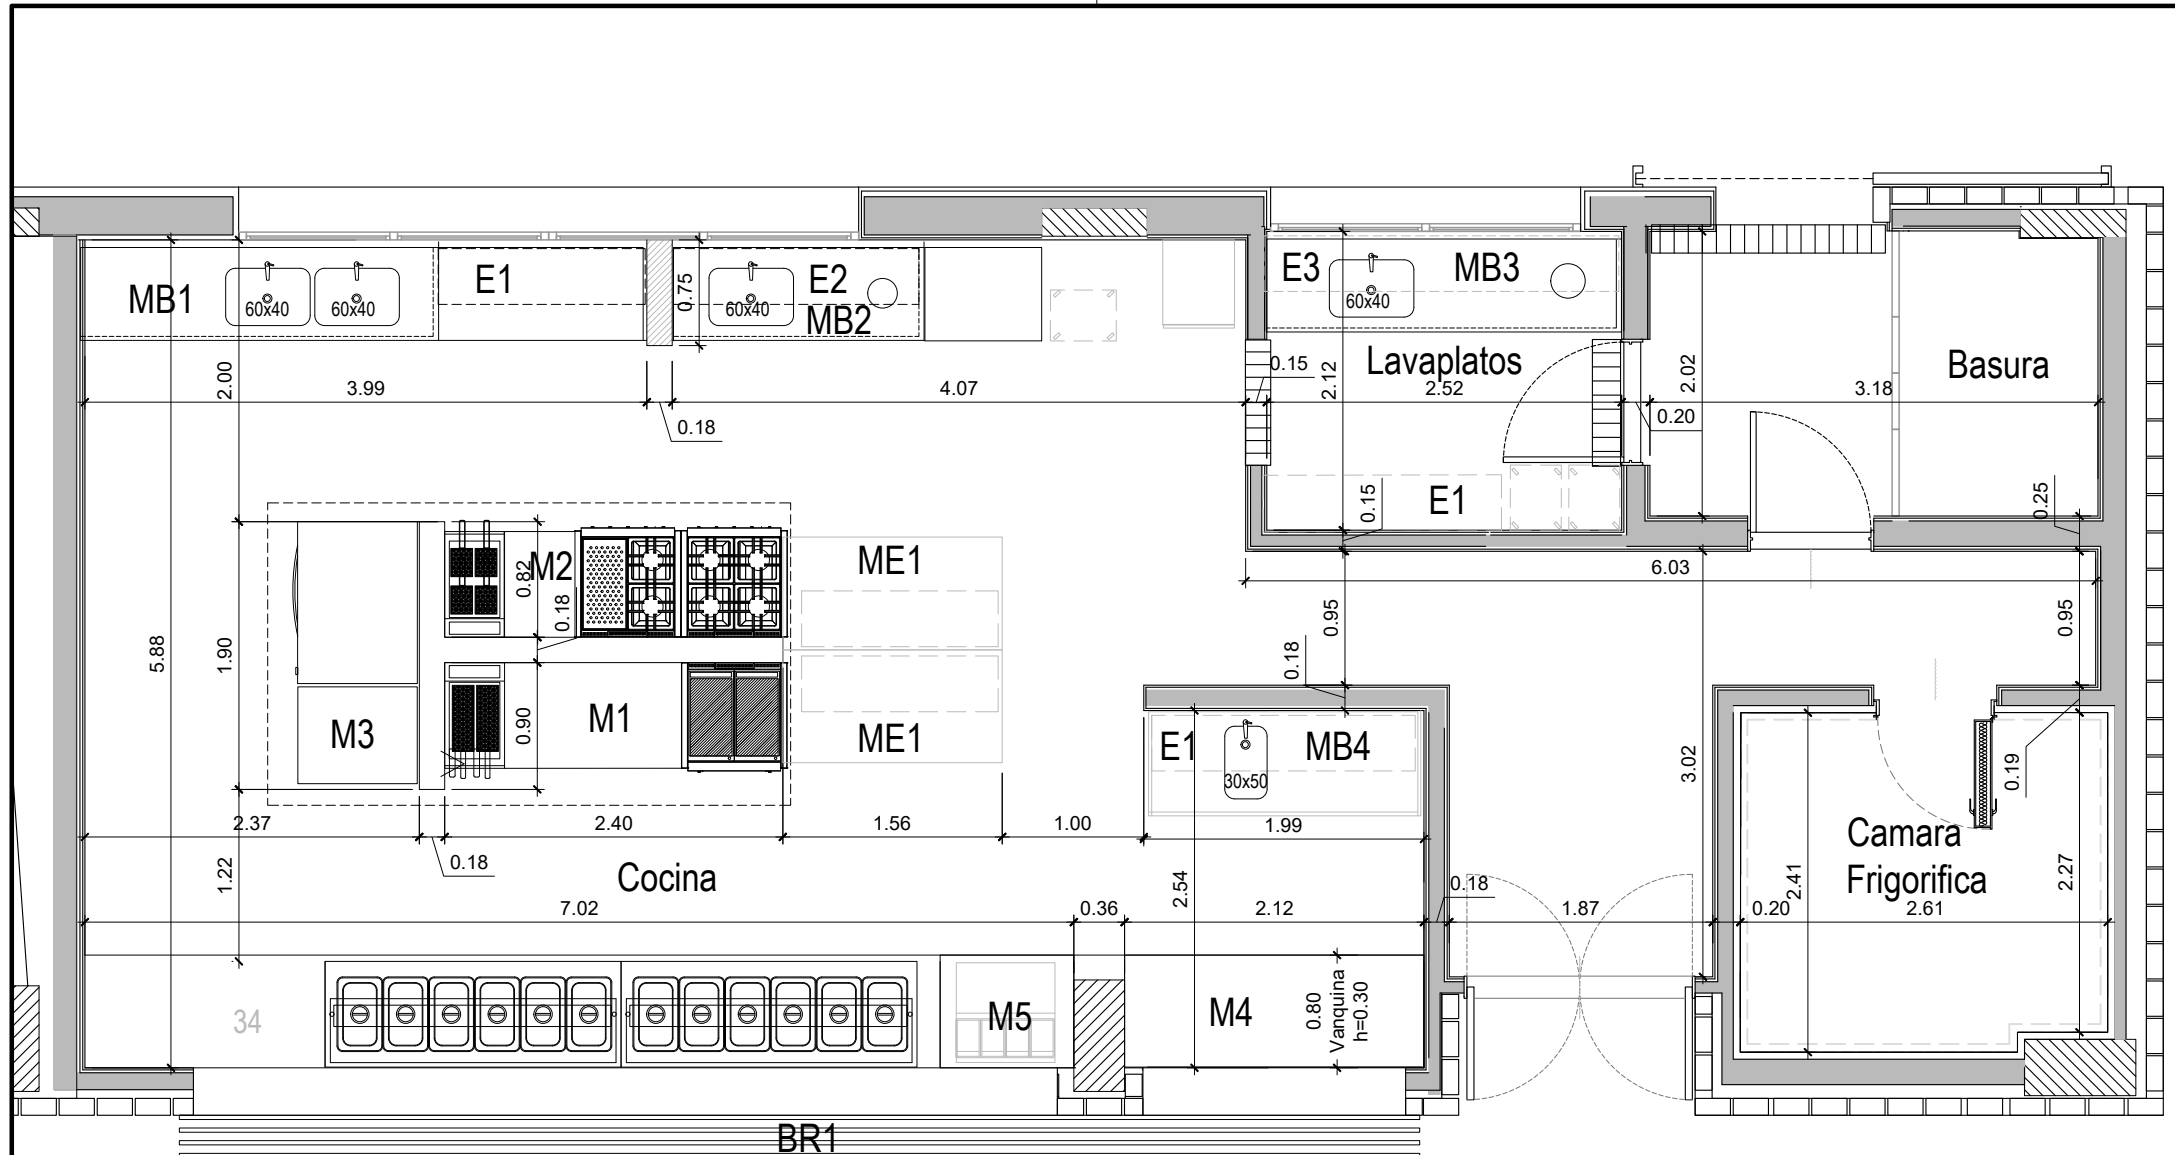 E1
E2
E3
MB3
MB1
60x40
60x40
0.75
60x40
MB2
60x40
2.00
3.99
0.18
4.07
0.15
2.12
Lavaplatos
2.52
2.02
0.20
3.18
Basura
0.15
E1
0.25
5.88
1.90
0.82
M2
0.18
ME1
6.03
0.95
0.18
0.95
M3
0.90
M1
ME1
E1
MB4
30x50
3.02
0.19
2.37
0.18
2.40
1.56
1.00
1.99
1.22
Cocina
2.54
0.18
2.41
Camara
Frigorifica
2.27
7.02
0.36
2.12
1.87
0.20
2.61
34
M5
M4
0.80
Vanquina
h=0.30
BR1